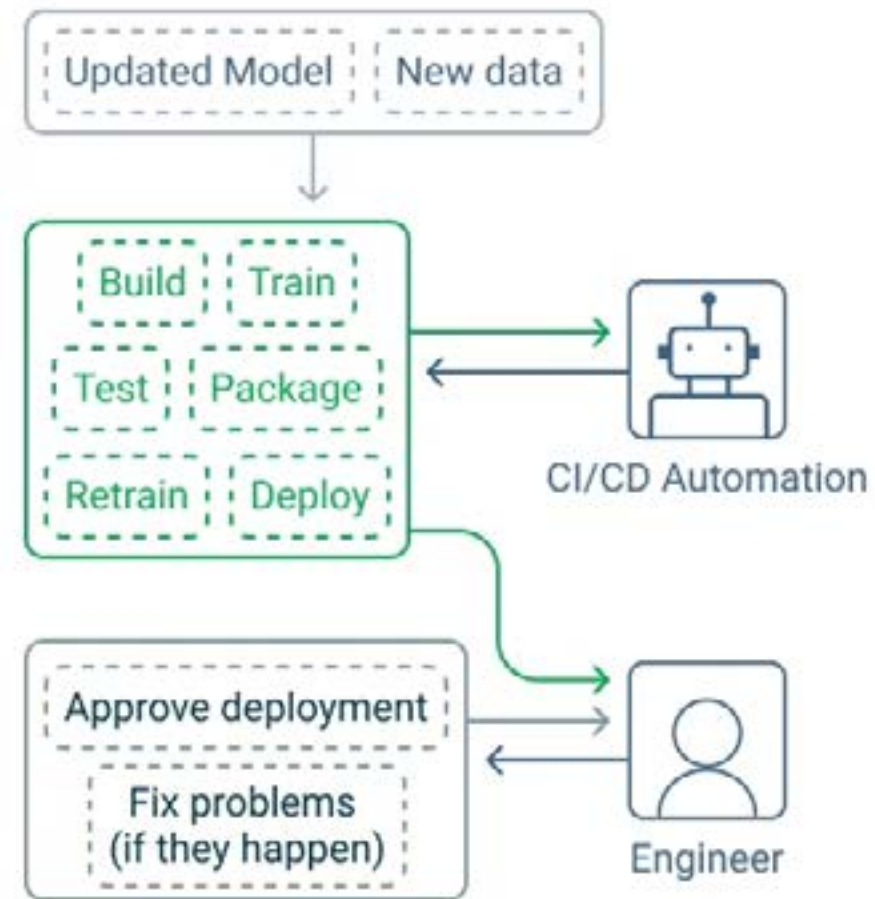 Updated Model New data
Build Train
Test Package
Retrain Deploy
CI/CD Automation
Approve deployment
Fix problems
(if they happen)
Engineer